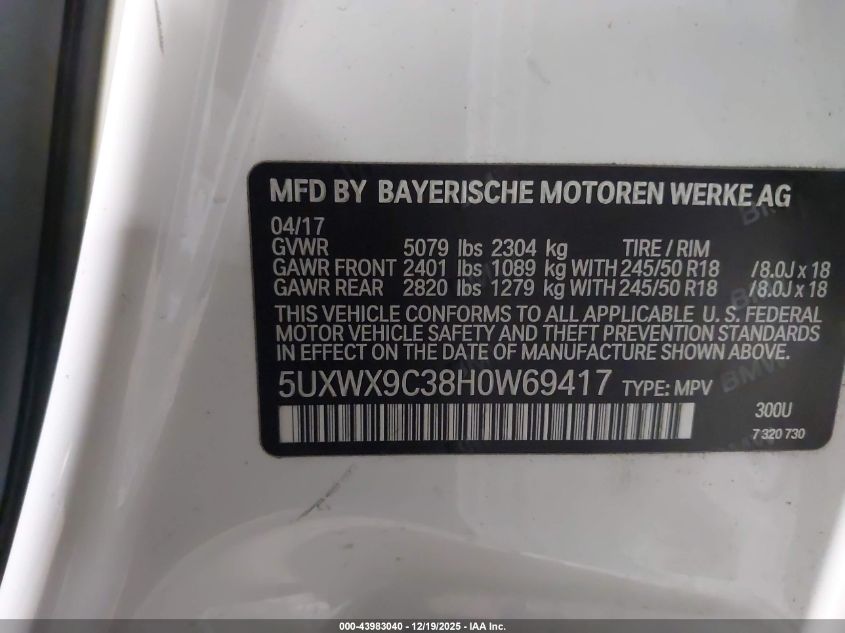 MFD BY BAYERISCHE MOTOREN WERKE AG
04/17
GVWR 5079 lbs 2304 kg TIRE / RIM
GAWR FRONT 2401 lbs 1089 kg WITH 245/50 R18 /8.0J x 18
GAWR REAR 2820 lbs 1279 kg WITH 245/50 R18 /8.0J x 18
THIS VEHICLE CONFORMS TO ALL APPLICABLE U. S. FEDERAL
MOTOR VEHICLE SAFETY AND THEFT PREVENTION STANDARDS
IN EFFECT ON THE DATE OF MANUFACTURE SHOWN ABOVE.
5UXWX9C38H0W69417 TYPE: MPV
300U
7 320 730
000-43983040 - 12/19/2025 - IAA Inc.